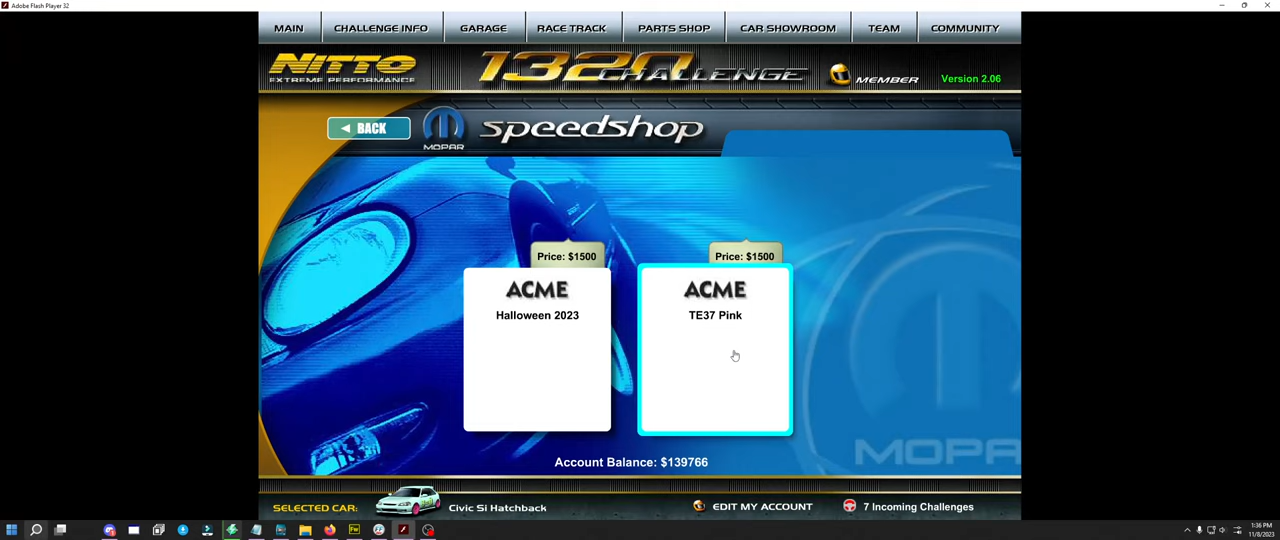 Adobe Flash Player 32
MAIN CHALLENGE INFO GARAGE RACE TRACK PARTS SHOP CAR SHOWROOM TEAM COMMUNITY
NITTO
EXTREME PERFORMANCE
1320 CHALLENGE
MEMBER
Version 2.06
BACK
MOPAR
speedshop
Price: $1500
Price: $1500
ACME
Halloween 2023
ACME
TE37 Pink
MOPA
Account Balance: $139766
SELECTED CAR: Civic Si Hatchback
EDIT MY ACCOUNT
7 Incoming Challenges
Fw
1:36 PM
11/8/2023